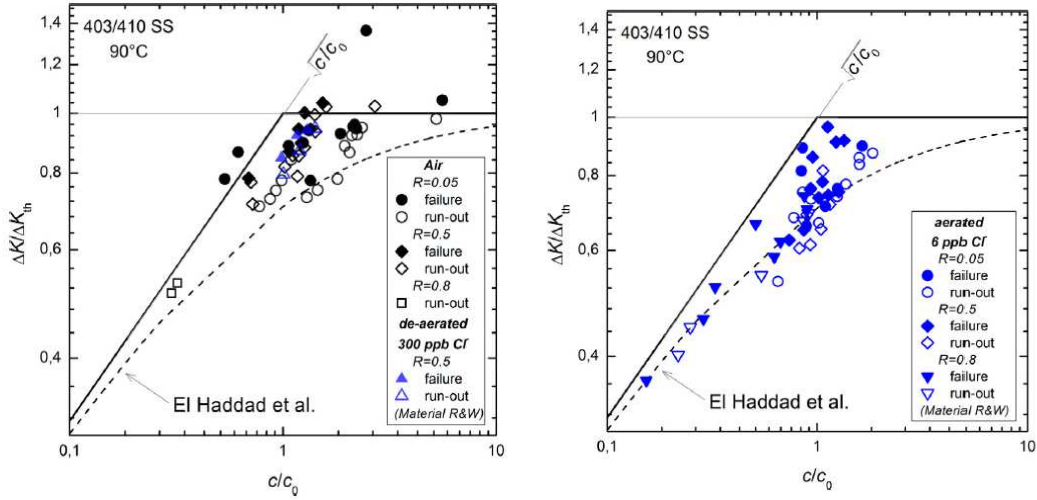 403/410 SS
90°C
√c/c₀
1,4
1,2
1
0,8
0,6
0,4
ΔK/ΔKth
El Haddad et al.
Air
R=0.05
failure
run-out
R=0.5
failure
run-out
R=0.8
run-out
de-aerated
300 ppb Cl⁻
R=0.5
failure
run-out
(Material R&W)
0,1
1
10
c/c₀
403/410 SS
90°C
√c/c₀
1,4
1,2
1
0,8
0,6
0,4
ΔK/ΔKth
El Haddad et al.
aerated
6 ppb Cl⁻
R=0.05
failure
run-out
R=0.5
failure
run-out
R=0.8
failure
run-out
(Material R&W)
0,1
1
10
c/c₀